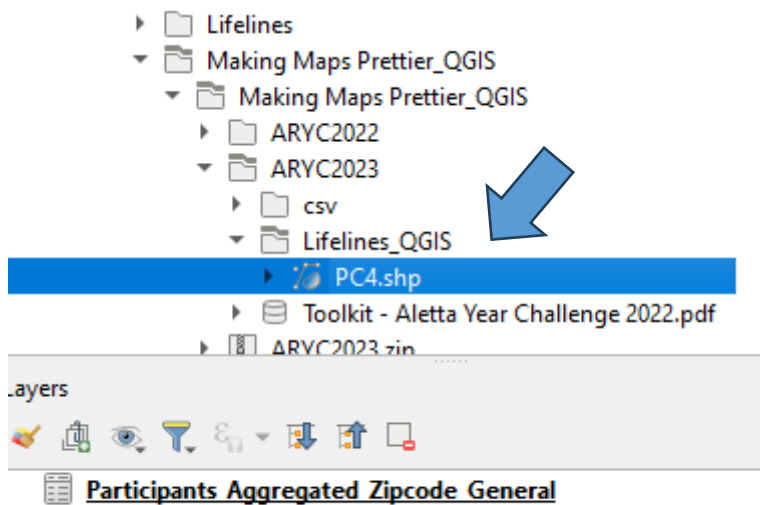 Lifelines
Making Maps Prettier_QGIS
Making Maps Prettier_QGIS
ARYC2022
ARYC2023
csv
Lifelines_QGIS
PC4.shp
Toolkit - Aletta Year Challenge 2022.pdf
ARYC2023.zip
Layers
Participants Aggregated Zipcode General